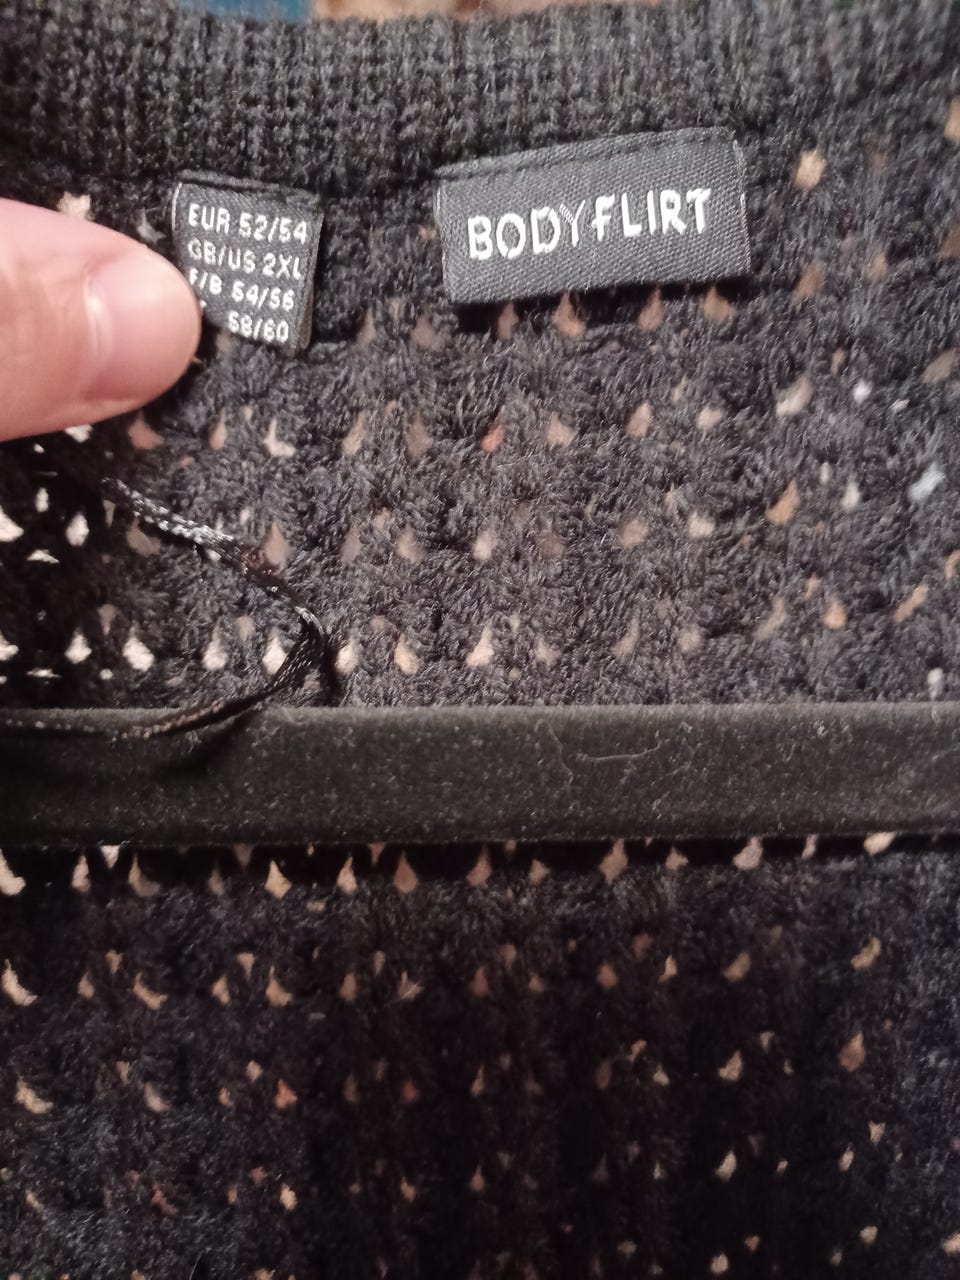 EUR 52/54
GB/US 2XL
F/B 54/56
58/60
BODYFLIRT